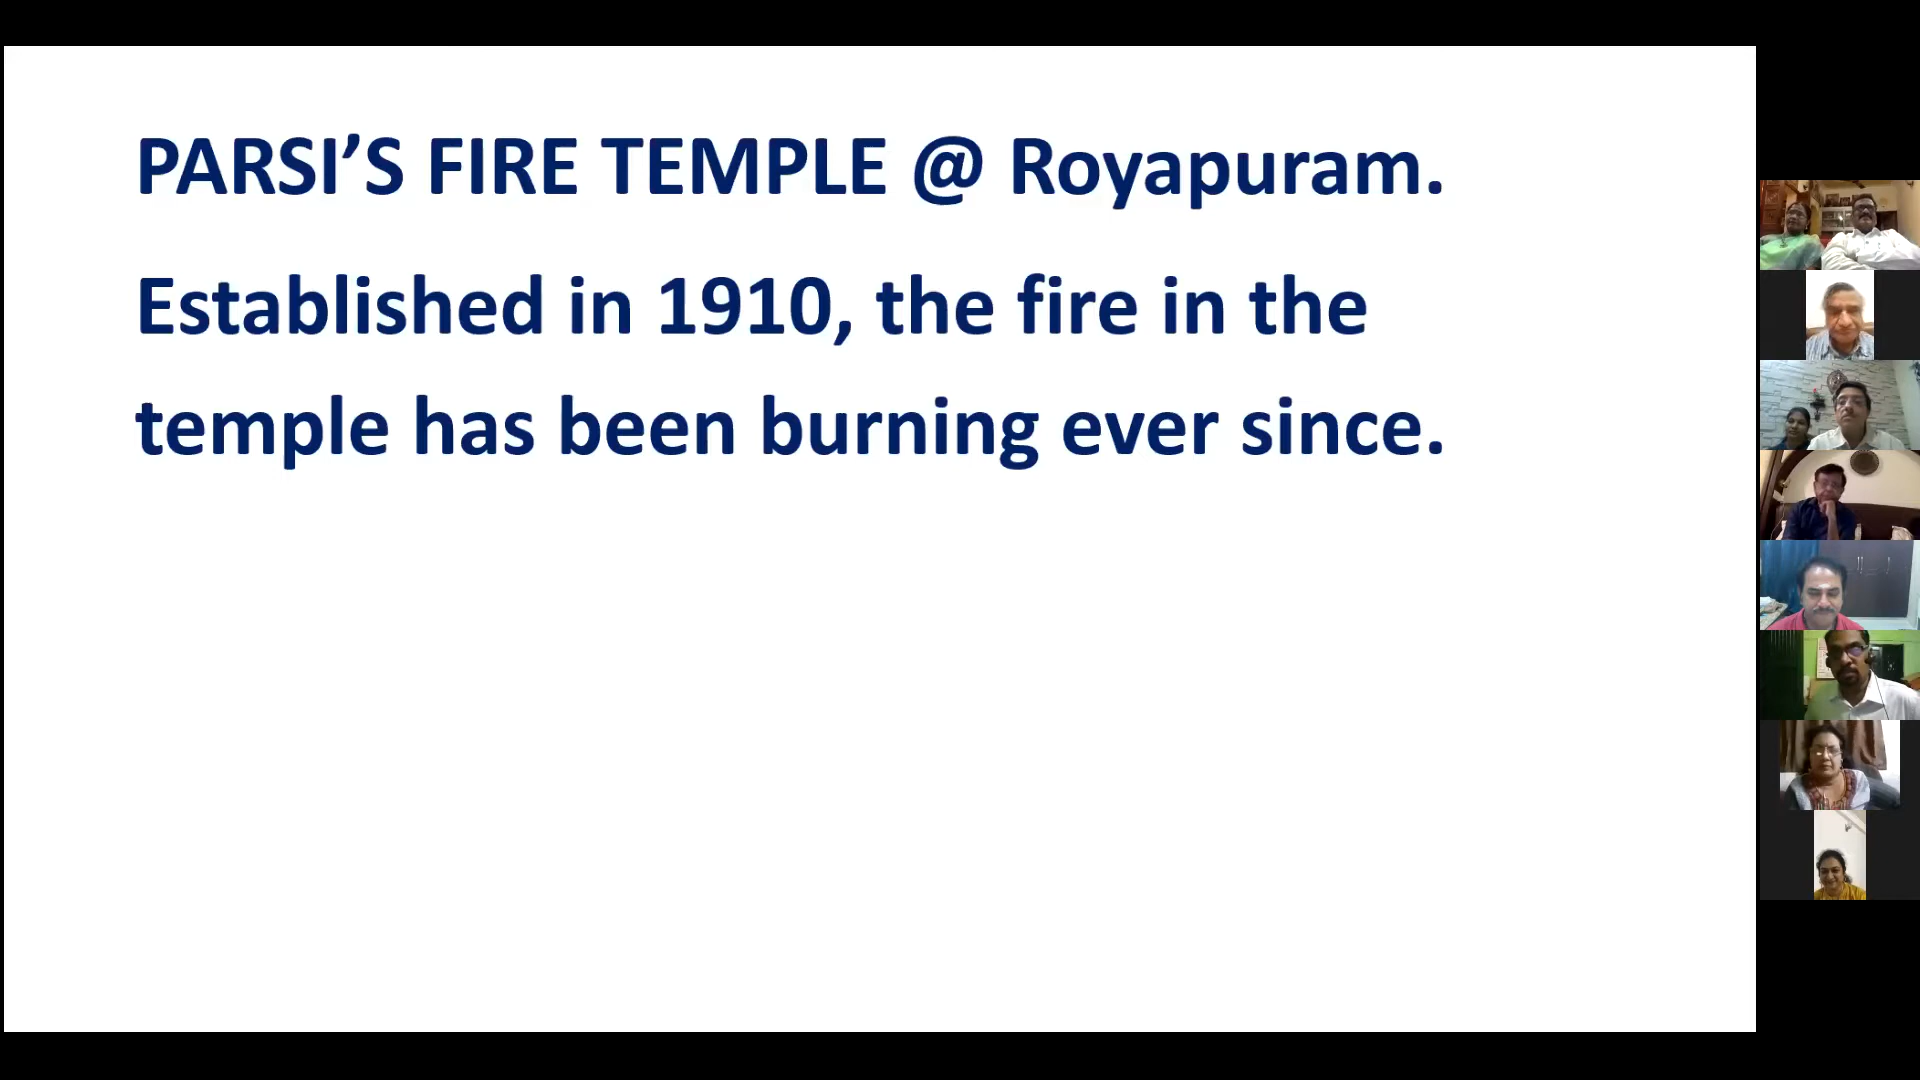 PARSI’S FIRE TEMPLE @ Royapuram.
Established in 1910, the fire in the
temple has been burning ever since.